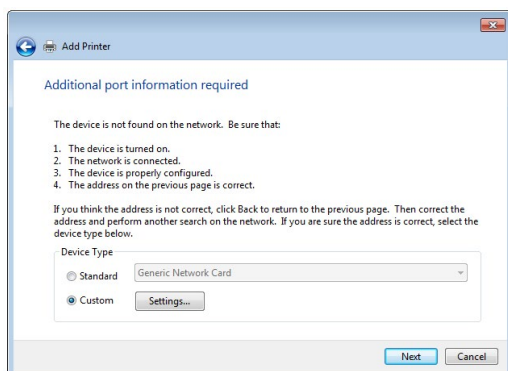 Add Printer
Additional port information required
The device is not found on the network. Be sure that:
1. The device is turned on.
2. The network is connected.
3. The device is properly configured.
4. The address on the previous page is correct.
If you think the address is not correct, click Back to return to the previous page. Then correct the
address and perform another search on the network. If you are sure the address is correct, select the
device type below.
Device Type
Standard
Generic Network Card
Custom
Settings...
Next
Cancel